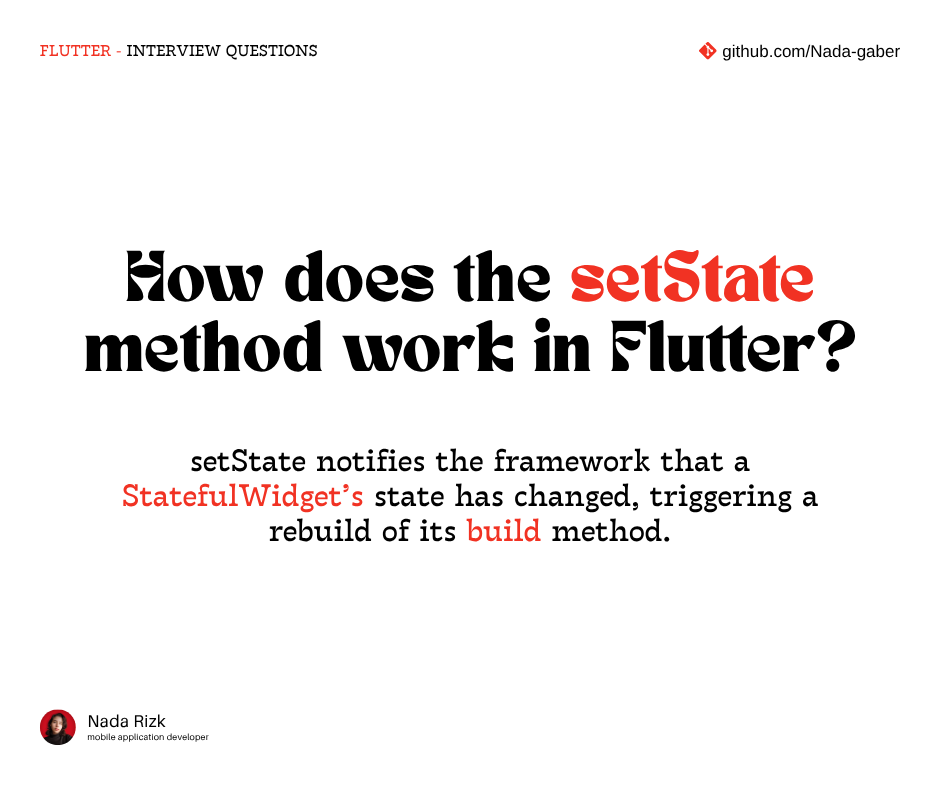 FLUTTER - INTERVIEW QUESTIONS
github.com/Nada-gaber
How does the setState
method work in Flutter?
setState notifies the framework that a
StatefulWidget’s state has changed, triggering a
rebuild of its build method.
Nada Rizk
mobile application developer